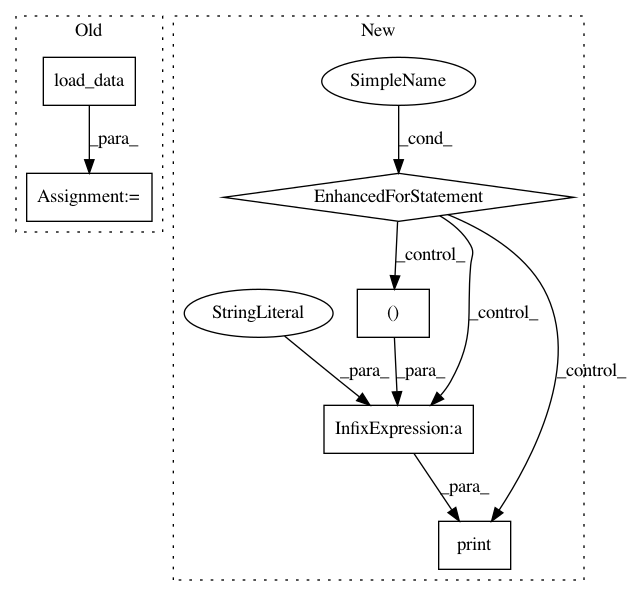 Old
New
load_data
SimpleName
_para_
_cond_
Assignment:=
EnhancedForStatement
_control_
StringLiteral
()
_control_
_control_
_para_
_para_
InfixExpression:a
_para_
print